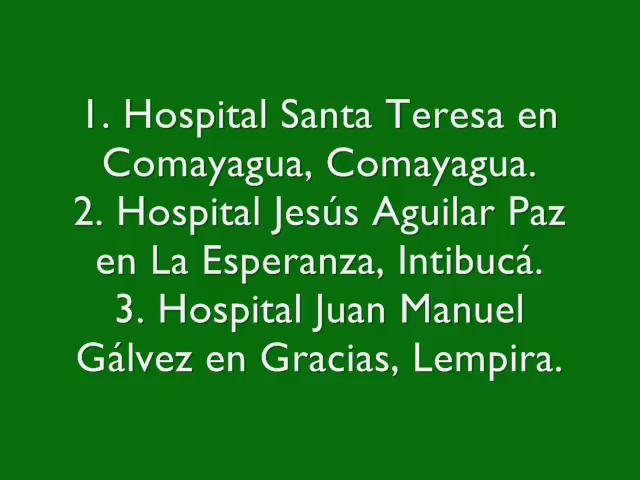 1. Hospital Santa Teresa en
Comayagua, Comayagua.
2. Hospital Jesús Aguilar Paz
en La Esperanza, Intibucá.
3. Hospital Juan Manuel
Gálvez en Gracias, Lempira.